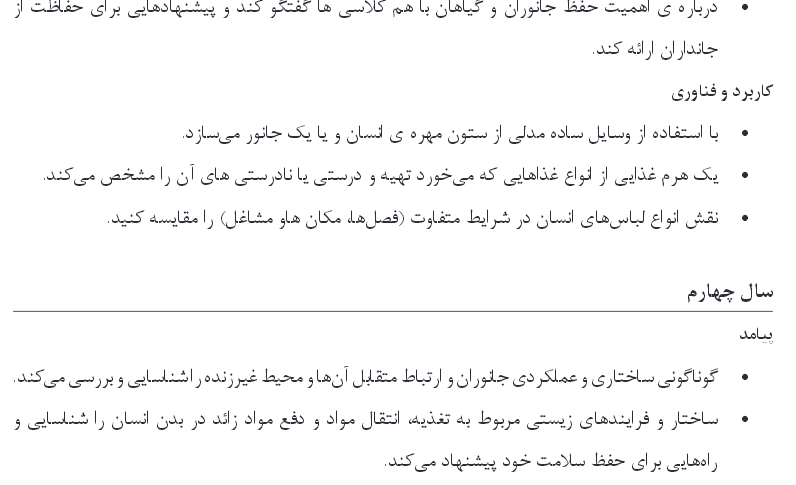 • درباره ی اهمیت حفظ جانوران و گیاهان با هم کلاسی ها گفتگو کند و پیشنهادهایی برای حفاظت از
جانداران ارائه کند.
کاربرد و فناوری
• با استفاده از وسایل ساده مدلی از ستون مهره ی انسان و یا یک جانور می‌سازد.
• یک هرم غذایی از انواع غذاهایی که می‌خورد تهیه و درستی یا نادرستی های آن را مشخص می‌کند.
• نقش انواع لباس‌های انسان در شرایط متفاوت (فصل‌ها، مکان هاو مشاغل) را مقایسه کنید.
سال چهارم
پیامد
• گوناگونی ساختاری و عملکردی جانوران و ارتباط متقابل آن‌ها و محیط غیرزنده را شناسایی و بررسی می‌کند.
• ساختار و فرایندهای زیستی مربوط به تغذیه، انتقال مواد و دفع مواد زائد در بدن انسان را شناسایی و
راه‌هایی برای حفظ سلامت خود پیشنهاد می‌کند.